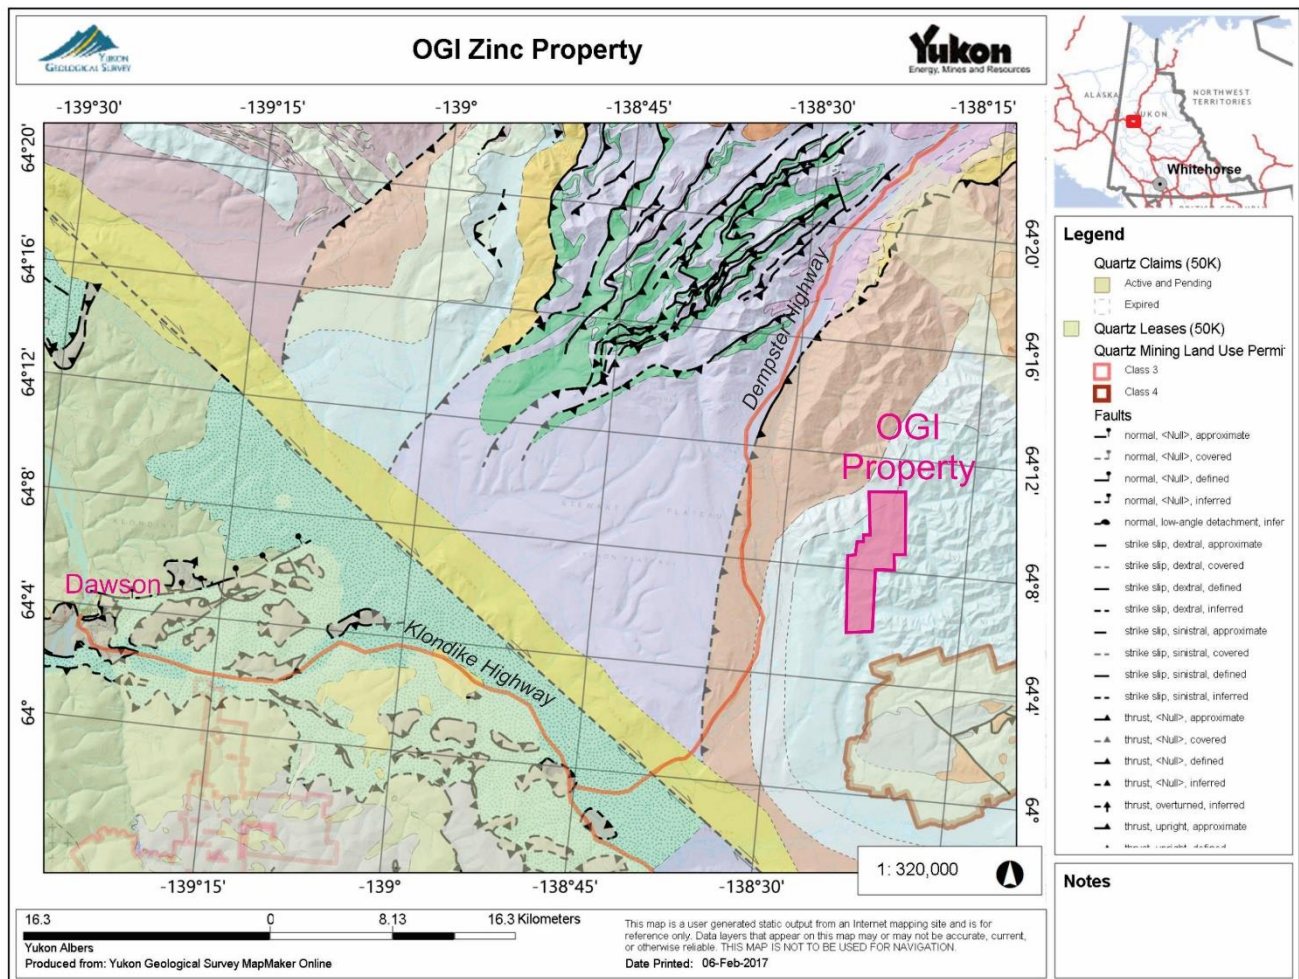 YUKON
GEOLOGICAL SURVEY
OGI Zinc Property
Yukon
Energy, Mines and Resources
-139°30' -139°15' -139° -138°45' -138°30' -138°15'
64°20'
64°16'
64°12'
64°8'
64°4'
64°
64°20'
64°16'
64°12'
64°8'
64°4'
64°
Dempster Highway
OGI
Property
Dawson
Klondike Highway
STEWART PLATEAU
-139°15' -139° -138°45' -138°30'
1: 320,000
ALASKA
NORTHWEST
TERRITORIES
YUKON
Whitehorse
Legend
Quartz Claims (50K)
Active and Pending
Expired
Quartz Leases (50K)
Quartz Mining Land Use Permi
Class 3
Class 4
Faults
normal, <Null>, approximate
normal, <Null>, covered
normal, <Null>, defined
normal, <Null>, inferred
normal, low-angle detachment, infer
strike slip, dextral, approximate
strike slip, dextral, covered
strike slip, dextral, defined
strike slip, dextral, inferred
strike slip, sinistral, approximate
strike slip, sinistral, covered
strike slip, sinistral, defined
strike slip, sinistral, inferred
thrust, <Null>, approximate
thrust, <Null>, covered
thrust, <Null>, defined
thrust, <Null>, inferred
thrust, overturned, inferred
thrust, upright, approximate
thrust, upright, defined
Notes
16.3 0 8.13 16.3 Kilometers
Yukon Albers
Produced from: Yukon Geological Survey MapMaker Online
This map is a user generated static output from an Internet mapping site and is for
reference only. Data layers that appear on this map may or may not be accurate, current,
or otherwise reliable. THIS MAP IS NOT TO BE USED FOR NAVIGATION.
Date Printed: 06-Feb-2017